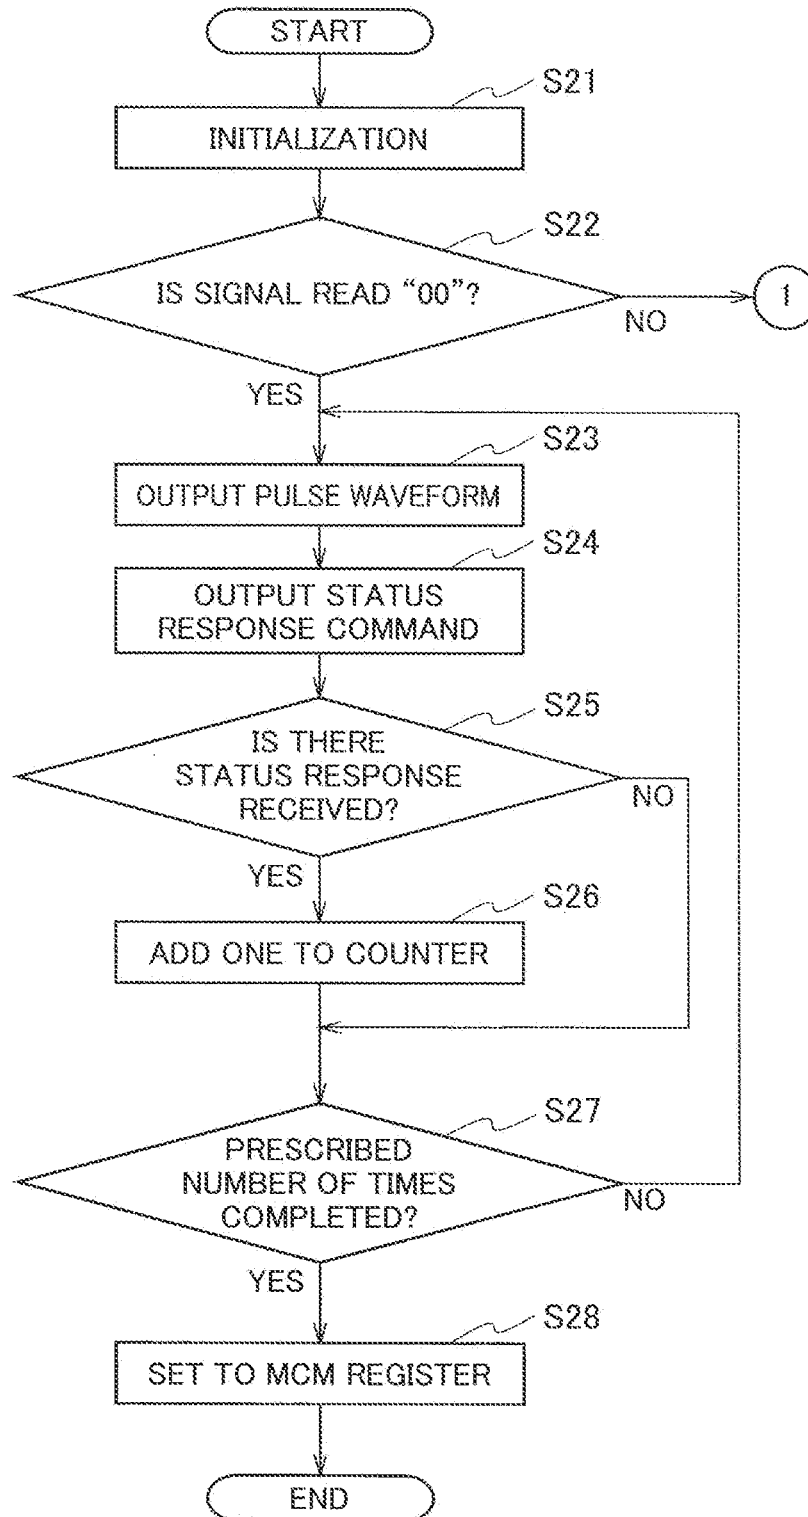 START
S21
INITIALIZATION
S22
IS SIGNAL READ “00”?
1
NO
YES
S23
OUTPUT PULSE WAVEFORM
S24
OUTPUT STATUS
RESPONSE COMMAND
S25
IS THERE
STATUS RESPONSE
RECEIVED?
NO
YES
S26
ADD ONE TO COUNTER
S27
PRESCRIBED
NUMBER OF TIMES
COMPLETED?
NO
YES
S28
SET TO MCM REGISTER
END